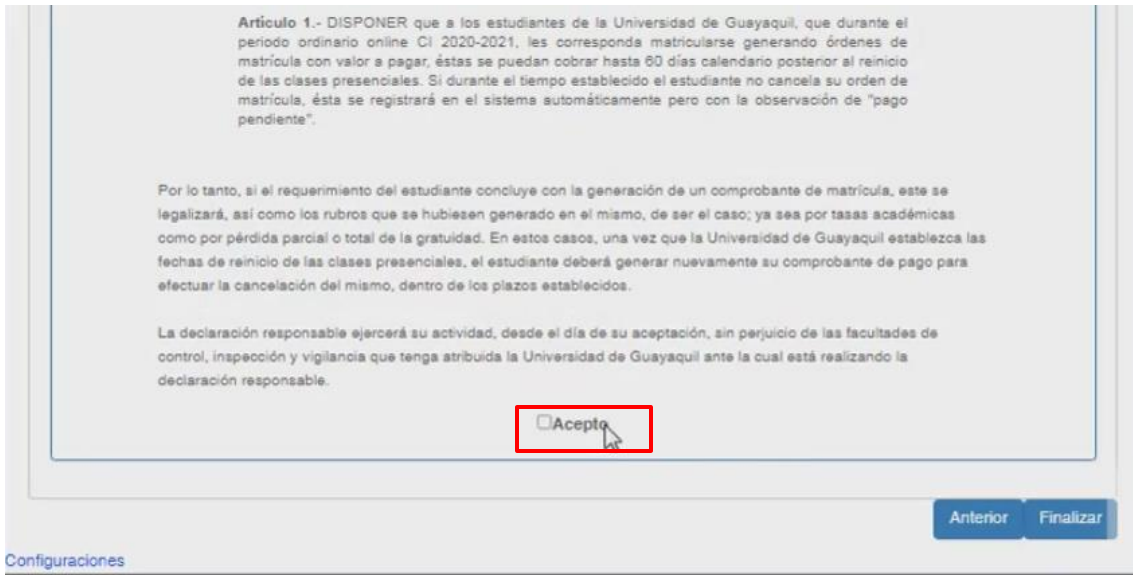 Articulo 1.- DISPONER que a los estudiantes de la Universidad de Guayaquil, que durante el
periodo ordinario online CI 2020-2021, les corresponda matricularse generando órdenes de
matrícula con valor a pagar, éstas se puedan cobrar hasta 60 días calendario posterior al reinicio
de las clases presenciales. Si durante el tiempo establecido el estudiante no cancela su orden de
matrícula, ésta se registrará en el sistema automáticamente pero con la observación de "pago
pendiente".
Por lo tanto, si el requerimiento del estudiante concluye con la generación de un comprobante de matrícula, este se
legalizará, así como los rubros que se hubiesen generado en el mismo, de ser el caso; ya sea por tasas académicas
como por pérdida parcial o total de la gratuidad. En estos casos, una vez que la Universidad de Guayaquil establezca las
fechas de reinicio de las clases presenciales, el estudiante deberá generar nuevamente su comprobante de pago para
efectuar la cancelación del mismo, dentro de los plazos establecidos.
La declaración responsable ejercerá su actividad, desde el día de su aceptación, sin perjuicio de las facultades de
control, inspección y vigilancia que tenga atribuida la Universidad de Guayaquil ante la cual está realizando la
declaración responsable.
Acepto
Anterior Finalizar
Configuraciones